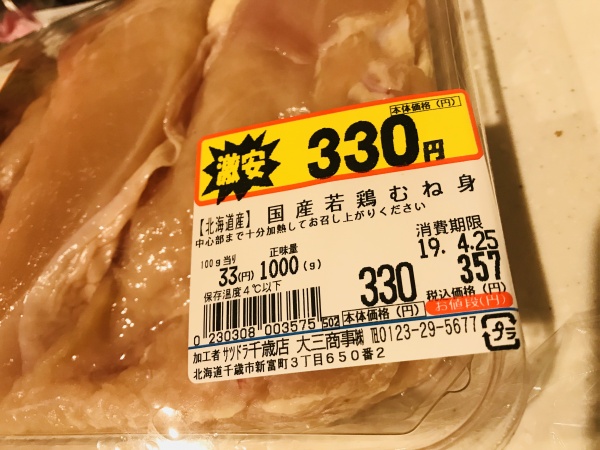 本体価格(円)
激安 330円
【北海道産】国産若鶏むね身
中心部まで十分加熱してお召し上がりください
消費期限
19. 4.25
100g当り 正味量
33(円) 1000(g)
保存温度4℃以下
330 357
本体価格(円) 税込価格(円)
お値段(円)
0 230308 003575 502
加工者 サツドラ千歳店 大三商事㈱ ℡0123-29-5677
北海道千歳市新富町3丁目650番2
プラ